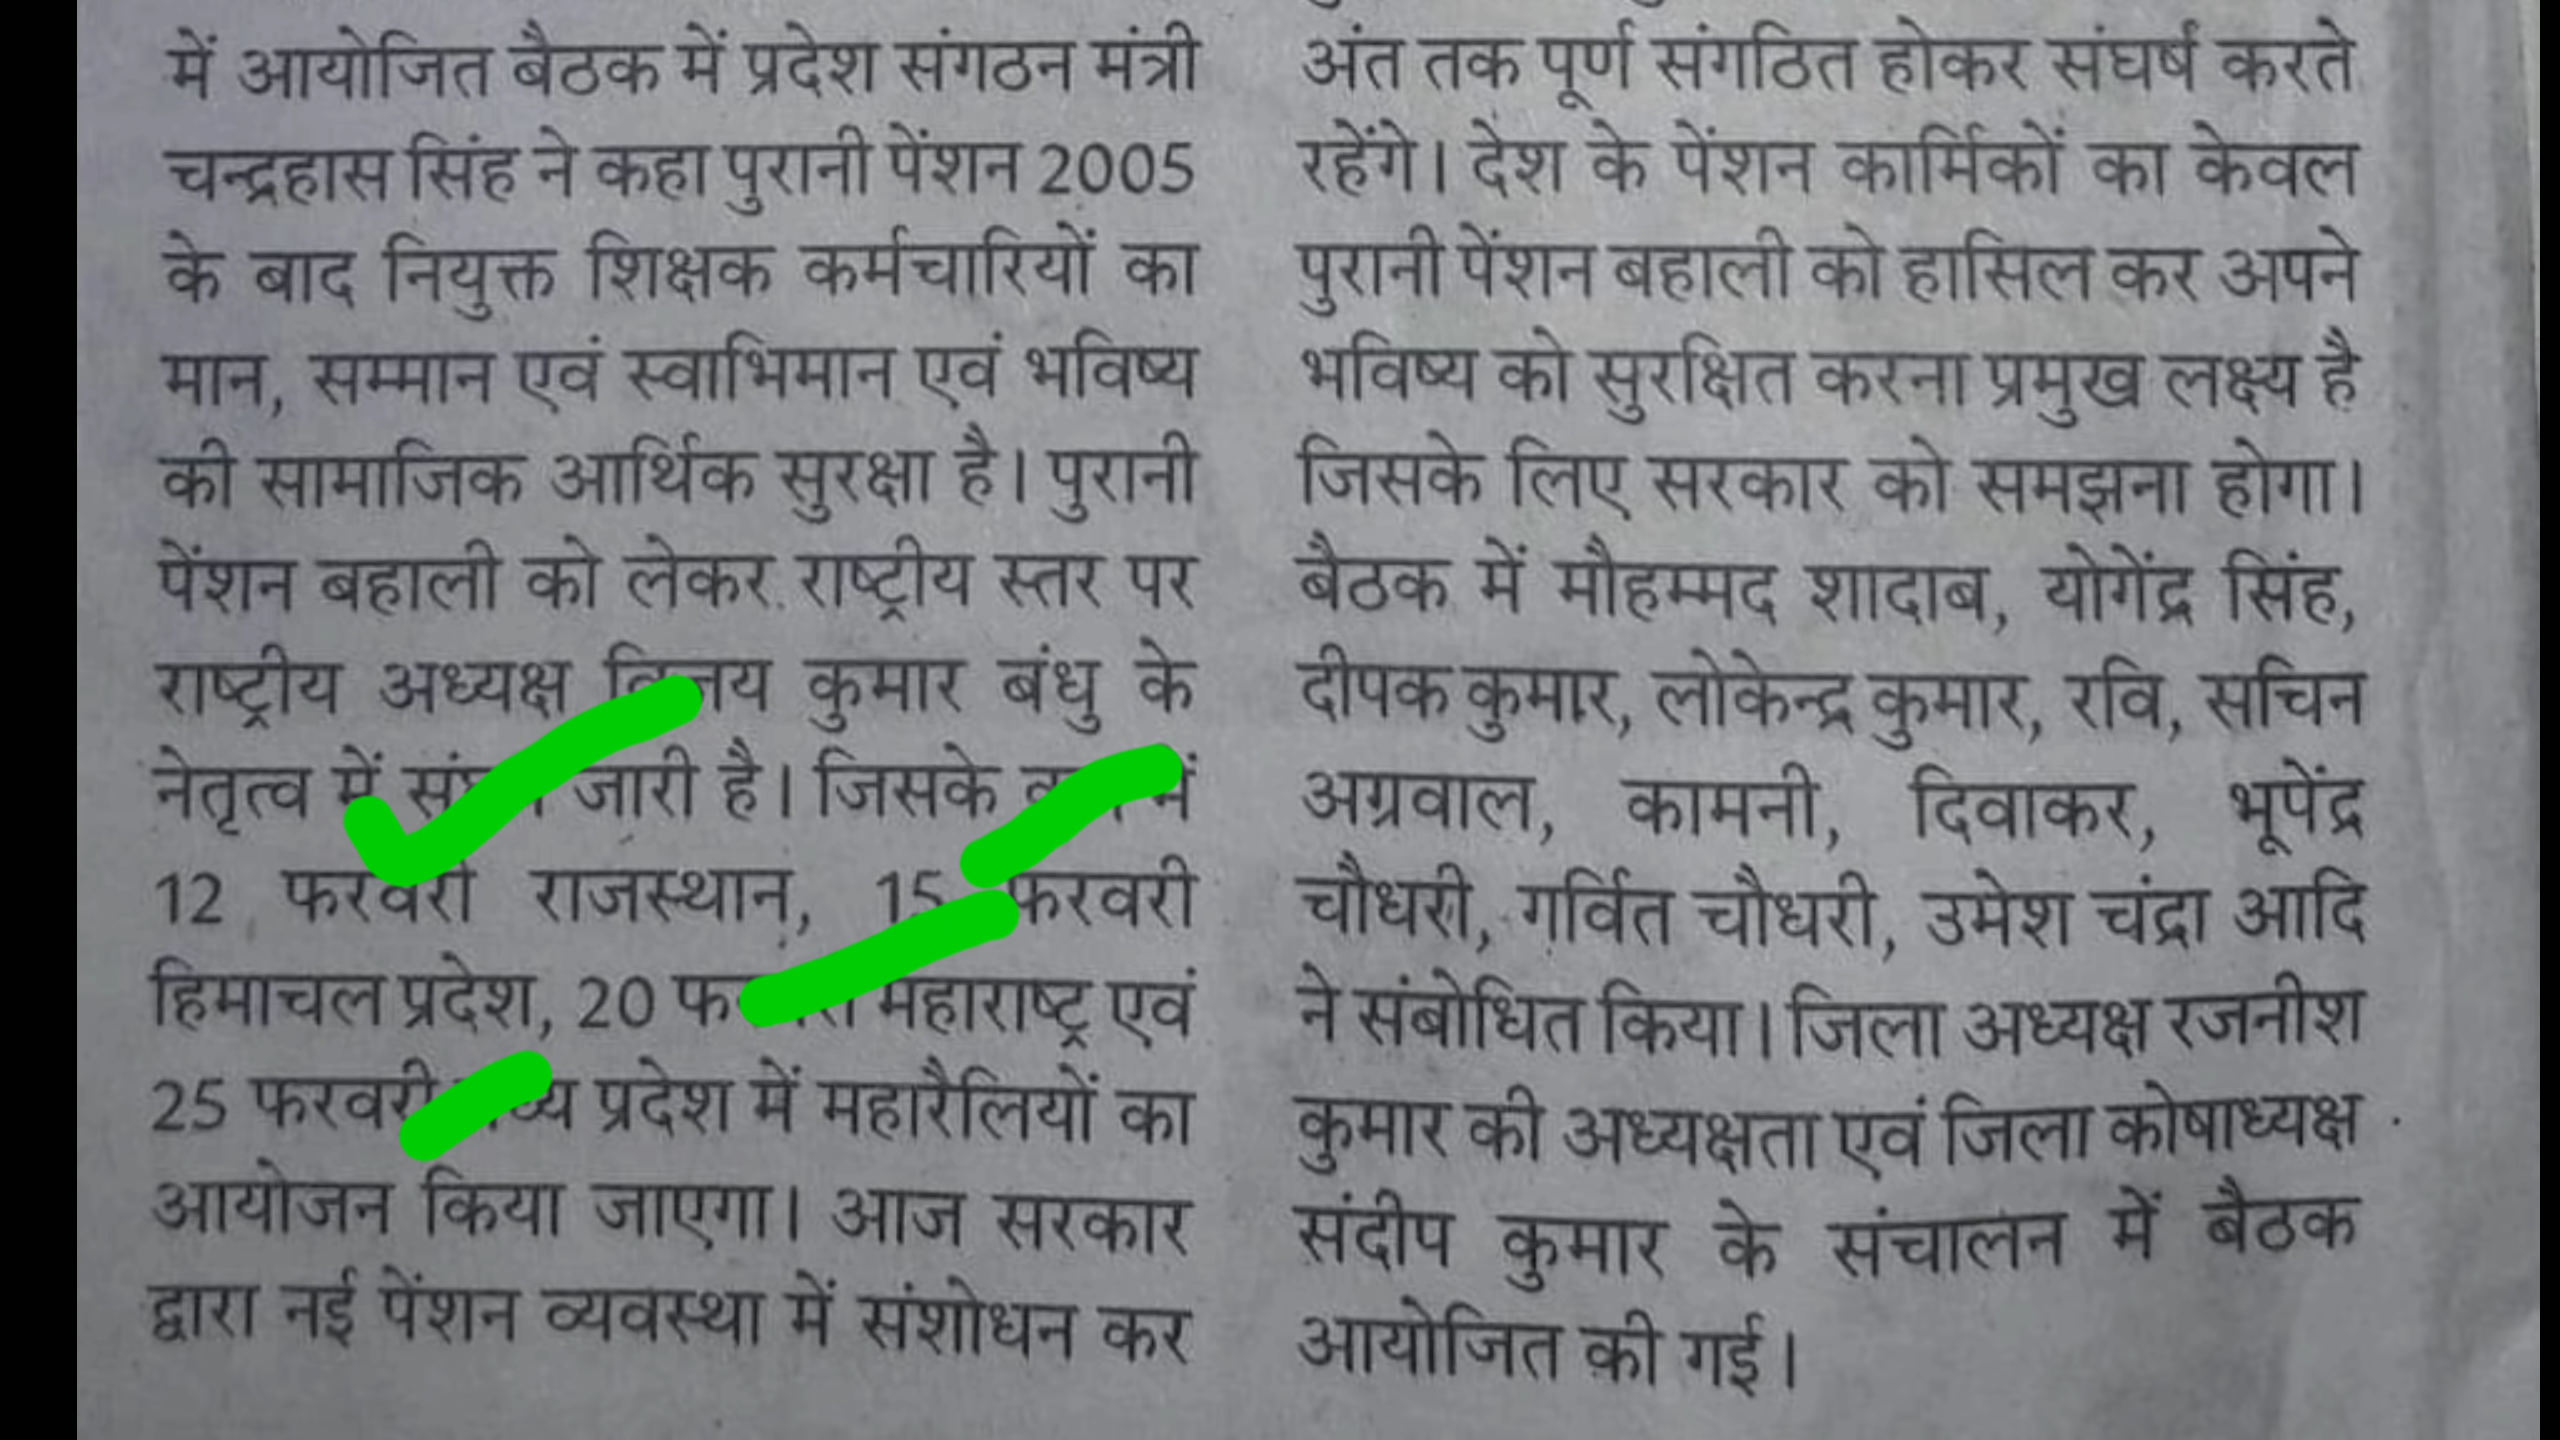 में आयोजित बैठक में प्रदेश संगठन मंत्री
चन्द्रहास सिंह ने कहा पुरानी पेंशन 2005
के बाद नियुक्त शिक्षक कर्मचारियों का
मान, सम्मान एवं स्वाभिमान एवं भविष्य
की सामाजिक आर्थिक सुरक्षा है। पुरानी
पेंशन बहाली को लेकर राष्ट्रीय स्तर पर
राष्ट्रीय अध्यक्ष कुमार बंधु के
नेतृत्व में जारी है। जिसके में
12 फरवरी राजस्थान, 15 फरवरी
हिमाचल प्रदेश, 20 महाराष्ट्र एवं
25 फरवरी प्रदेश में महारैलियों का
आयोजन किया जाएगा। आज सरकार
द्वारा नई पेंशन व्यवस्था में संशोधन कर
अंत तक पूर्ण संगठित होकर संघर्ष करते
रहेंगे। देश के पेंशन कार्मिकों का केवल
पुरानी पेंशन बहाली को हासिल कर अपने
भविष्य को सुरक्षित करना प्रमुख लक्ष्य है
जिसके लिए सरकार को समझना होगा।
बैठक में मौहम्मद शादाब, योगेंद्र सिंह,
दीपक कुमार, लोकेन्द्र कुमार, रवि, सचिन
अग्रवाल, कामनी, दिवाकर, भूपेंद्र
चौधरी, गर्वित चौधरी, उमेश चंद्रा आदि
ने संबोधित किया। जिला अध्यक्ष रजनीश
कुमार की अध्यक्षता एवं जिला कोषाध्यक्ष
संदीप कुमार के संचालन में बैठक
आयोजित की गई।